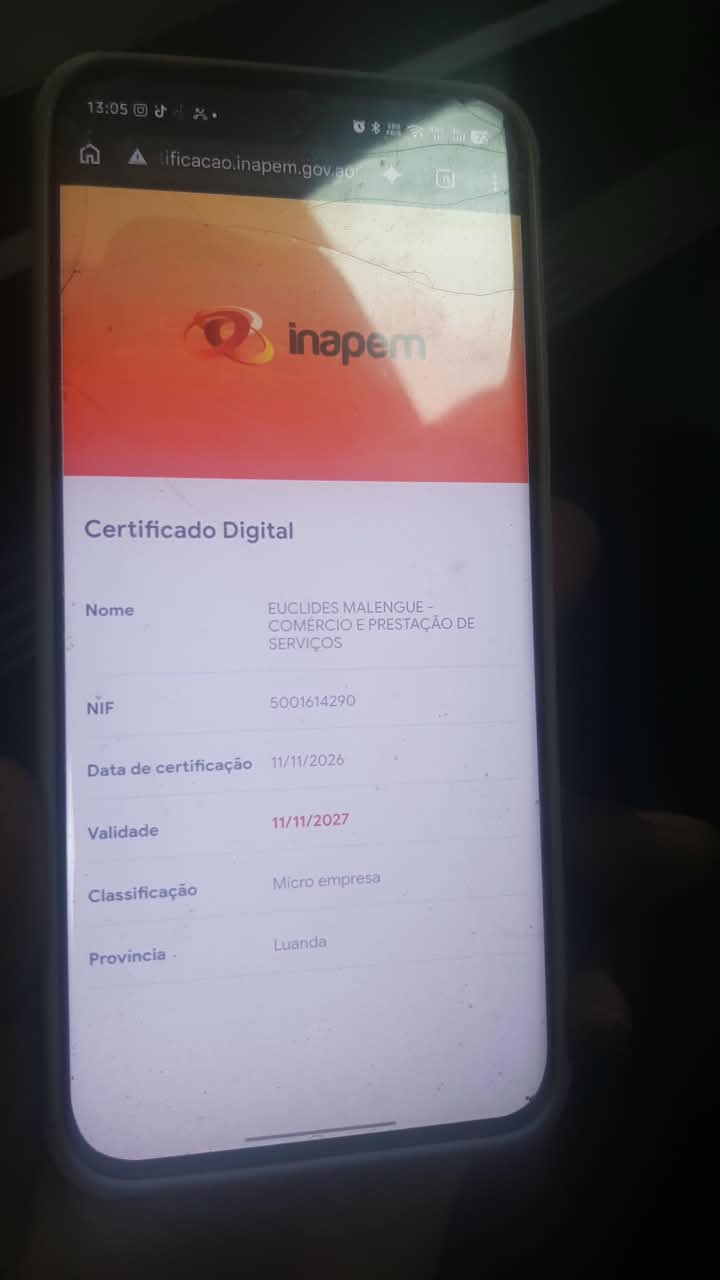 13:05
ificacao.inapem.gov.ao
inapem
Certificado Digital
Nome
EUCLIDES MALENGUE -
COMÉRCIO E PRESTAÇÃO DE
SERVIÇOS
NIF
5001614290
Data de certificação
11/11/2026
Validade
11/11/2027
Classificação
Micro empresa
Província
Luanda